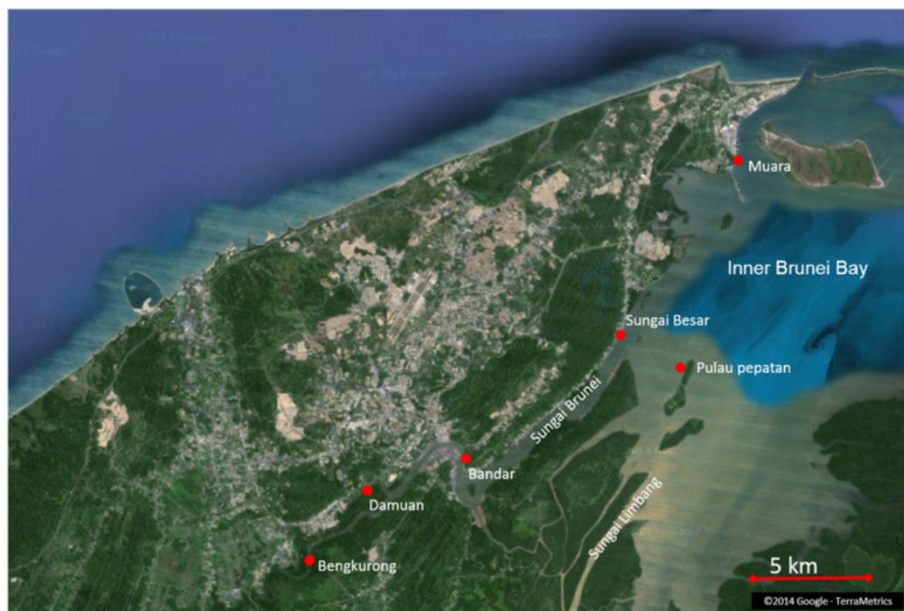 Muara
Inner Brunei Bay
Sungai Besar
Pulau pepatan
Sungai Brunei
Bandar
Damuan
Sungai Limbang
Bengkurong
5 km
©2014 Google - TerraMetrics